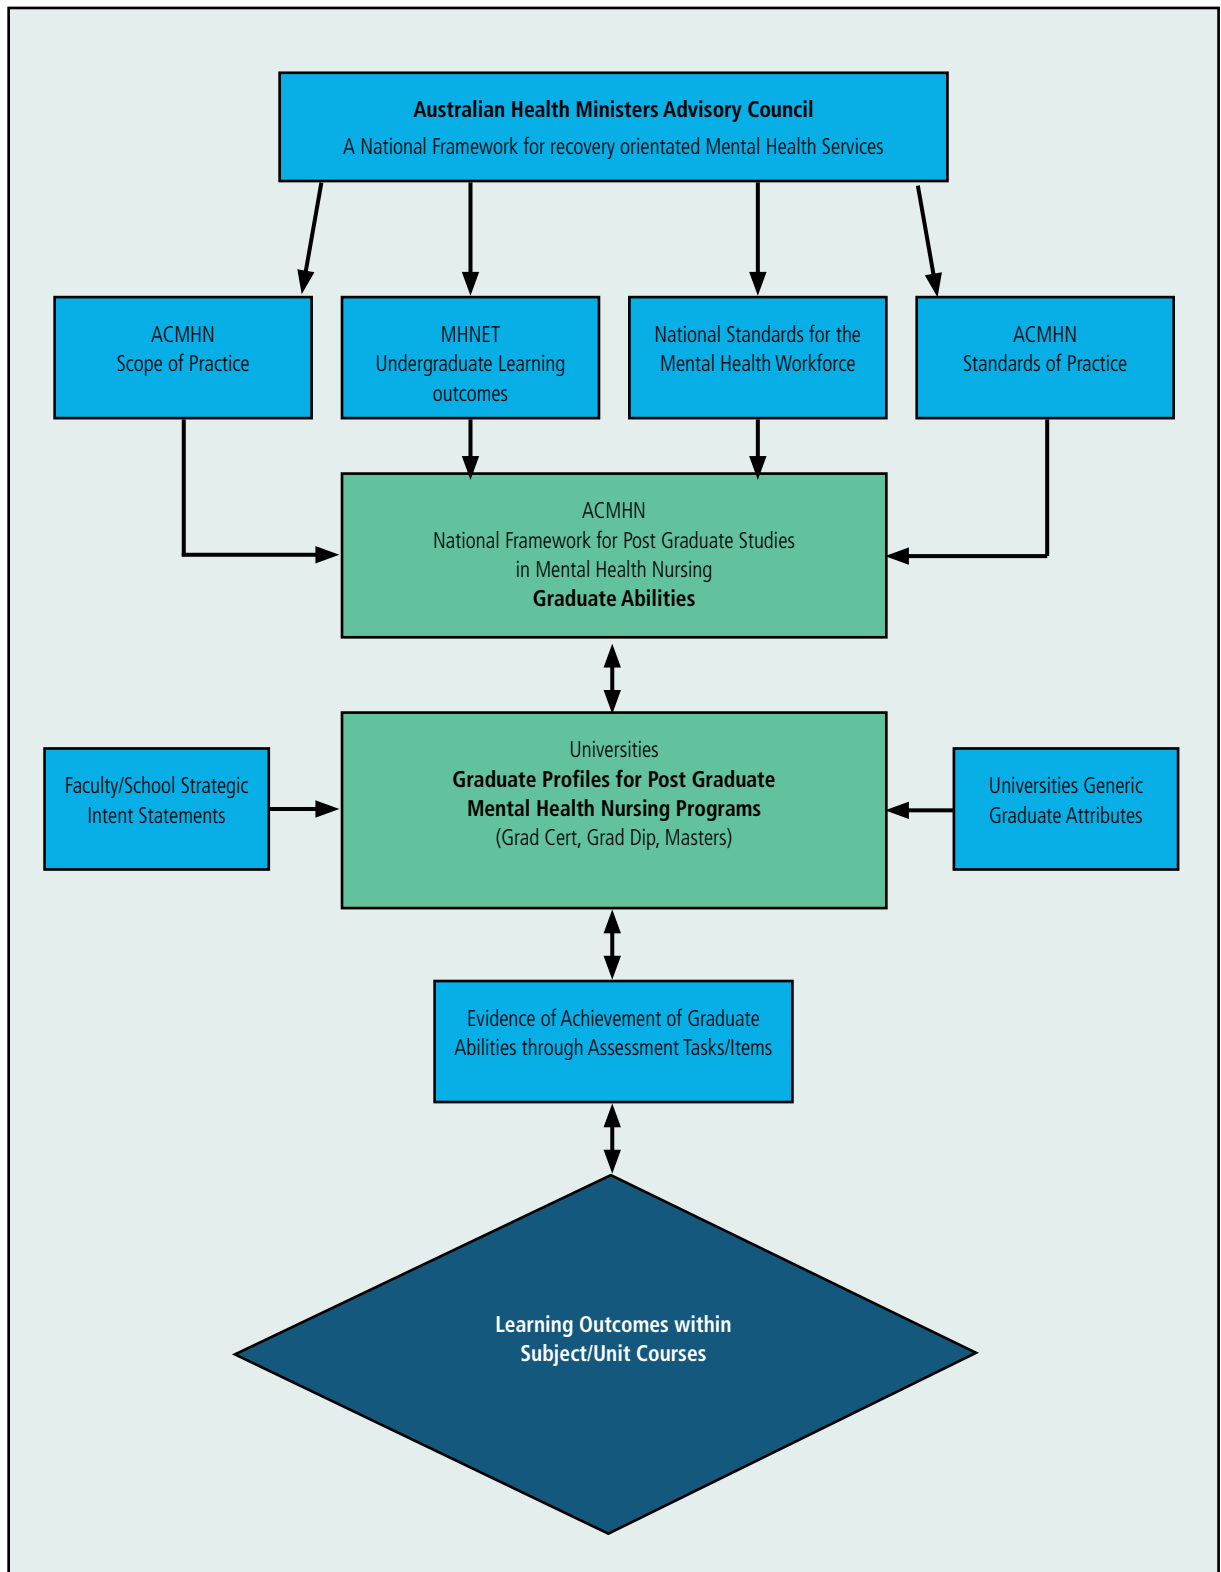 Australian Health Ministers Advisory Council
A National Framework for recovery orientated Mental Health Services
ACMHN
Scope of Practice
MHNET
Undergraduate Learning
outcomes
National Standards for the
Mental Health Workforce
ACMHN
Standards of Practice
ACMHN
National Framework for Post Graduate Studies
in Mental Health Nursing
Graduate Abilities
Faculty/School Strategic
Intent Statements
Universities
Graduate Profiles for Post Graduate
Mental Health Nursing Programs
(Grad Cert, Grad Dip, Masters)
Universities Generic
Graduate Attributes
Evidence of Achievement of Graduate
Abilities through Assessment Tasks/Items
Learning Outcomes within
Subject/Unit Courses